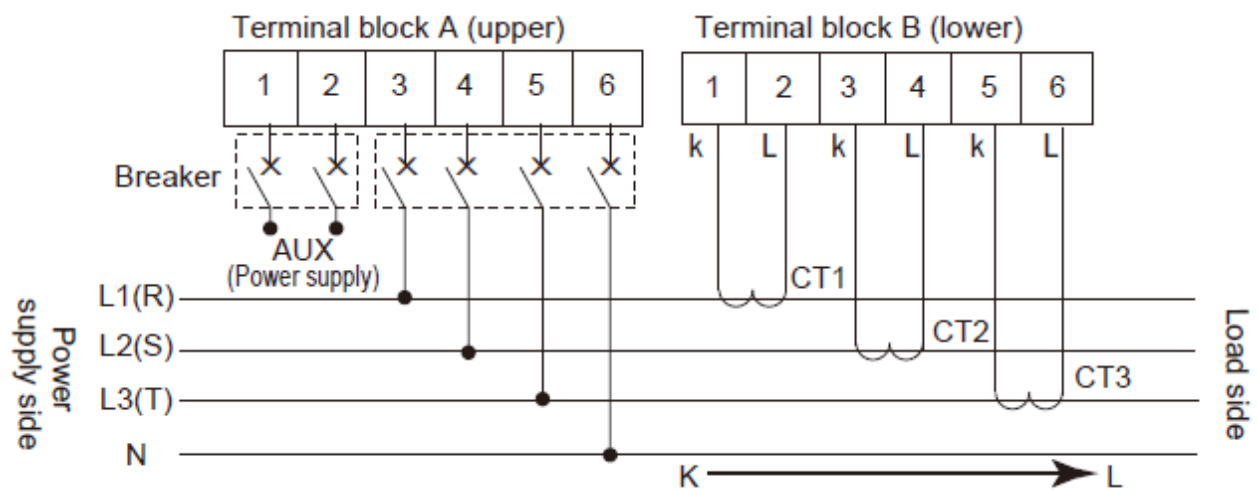 Terminal block A (upper) Terminal block B (lower)
1 2 3 4 5 6 1 2 3 4 5 6
k L k L k L
Breaker
AUX
(Power supply)
CT1
L1(R)
CT2
L2(S)
CT3
L3(T)
N
K L
Power
supply side
Load side